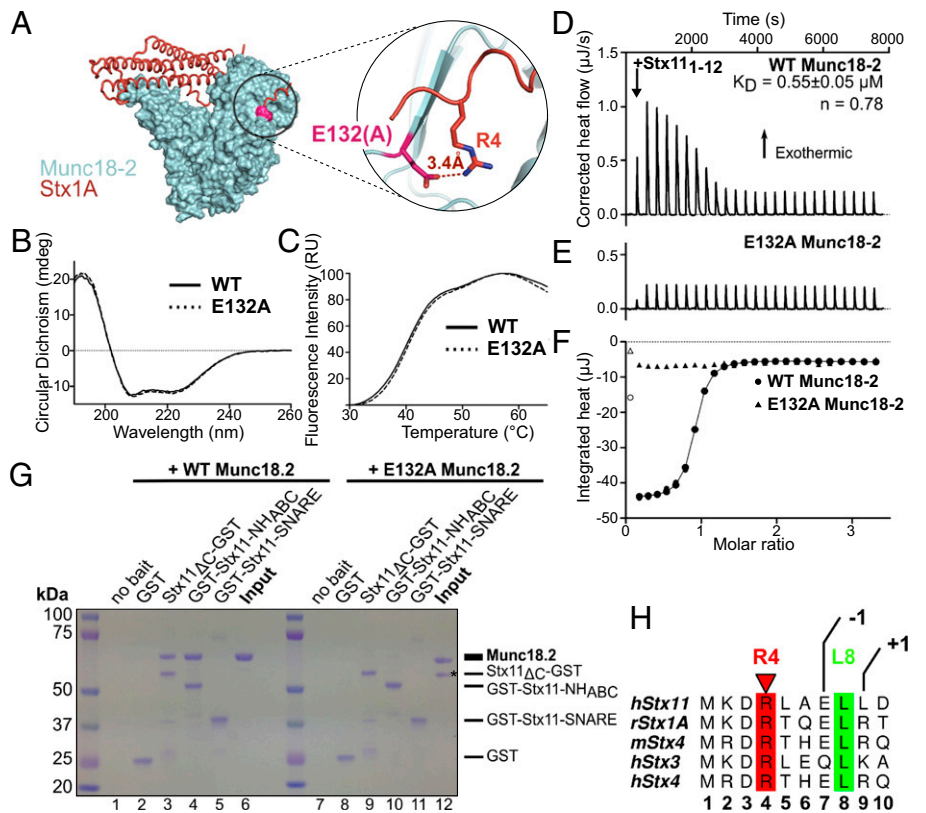 A
E132(A)
R4
3.4Å
Munc18-2
Stx1A
B
Circular Dichroism (mdeg)
20
0
-10
WT
E132A
200
220
240
260
Wavelength (nm)
C
Fluorescence Intensity (RU)
100
80
60
40
20
WT
E132A
30
40
50
60
Temperature (°C)
D
Time (s)
2000
4000
6000
8000
Corrected heat flow (µJ/s)
1.5
1.0
0.5
0.0
+Stx11 1-12
WT Munc18-2
KD = 0.55±0.05 µM
n = 0.78
Exothermic
E
E132A Munc18-2
0.5
0.0
F
Integrated heat (µJ)
0
-10
-20
-30
-40
-50
WT Munc18-2
E132A Munc18-2
0
1
2
3
Molar ratio
G
+ WT Munc18.2
+ E132A Munc18.2
no bait
GST
Stx11ΔC-GST
GST-Stx11-NHABC
GST-Stx11-SNARE
Input
no bait
GST
Stx11ΔC-GST
GST-Stx11-NHABC
GST-Stx11-SNARE
Input
kDa
100
75
50
37
25
20
Munc18.2
*
Stx11ΔC-GST
GST-Stx11-NHABC
GST-Stx11-SNARE
GST
1 2 3 4 5 6 7 8 9 10 11 12
H
-1
R4 L8 +1
hStx11 M K D R L A E L L D
rStx1A M K D R T Q E L R T
mStx4 M R D R T H E L R Q
hStx3 M K D R L E Q L K A
hStx4 M R D R T H E L R Q
1 2 3 4 5 6 7 8 9 10